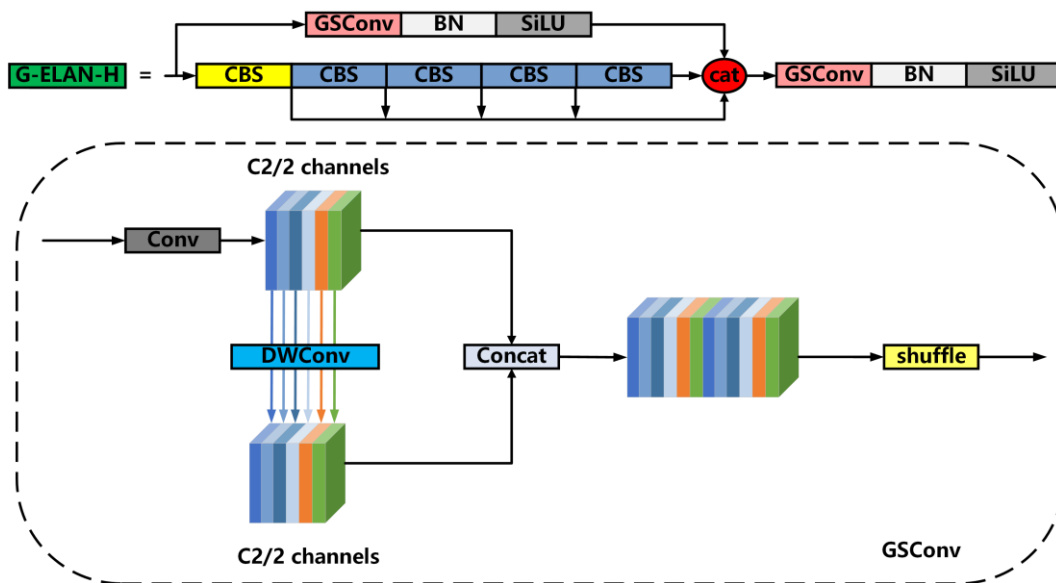 GSConv BN SiLU
G-ELAN-H = CBS CBS CBS CBS CBS cat GSConv BN SiLU
C2/2 channels
Conv
DWConv Concat shuffle
C2/2 channels
GSConv